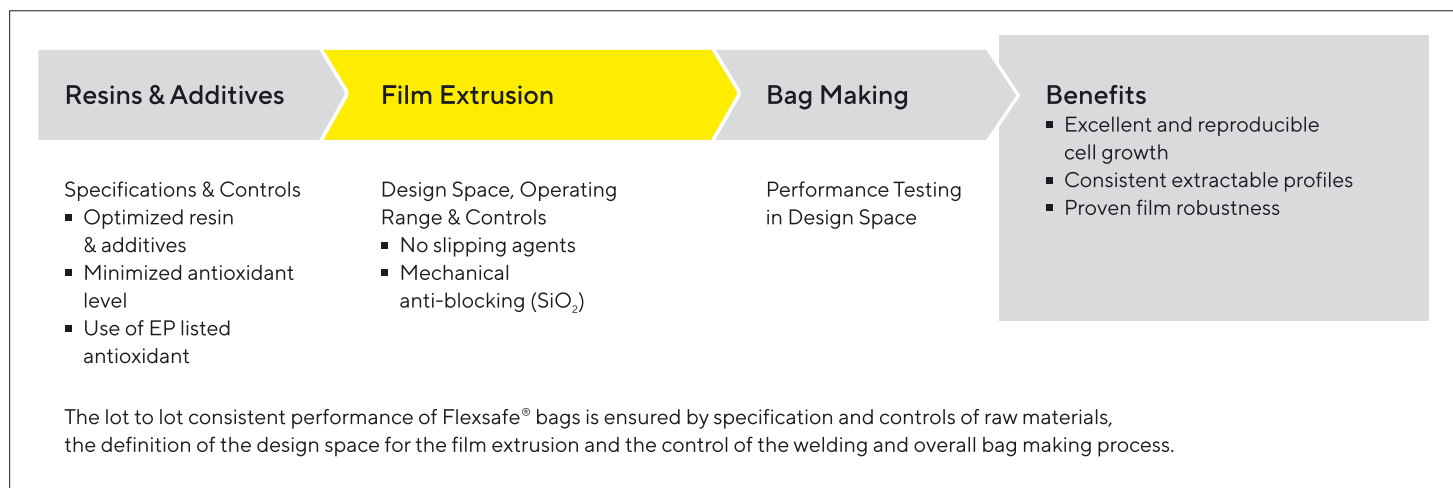 Resins & Additives
Specifications & Controls
▪ Optimized resin
& additives
▪ Minimized antioxidant
level
▪ Use of EP listed
antioxidant
Film Extrusion
Design Space, Operating
Range & Controls
▪ No slipping agents
▪ Mechanical
anti-blocking (SiO₂)
Bag Making
Performance Testing
in Design Space
Benefits
▪ Excellent and reproducible
cell growth
▪ Consistent extractable profiles
▪ Proven film robustness
The lot to lot consistent performance of Flexsafe® bags is ensured by specification and controls of raw materials,
the definition of the design space for the film extrusion and the control of the welding and overall bag making process.